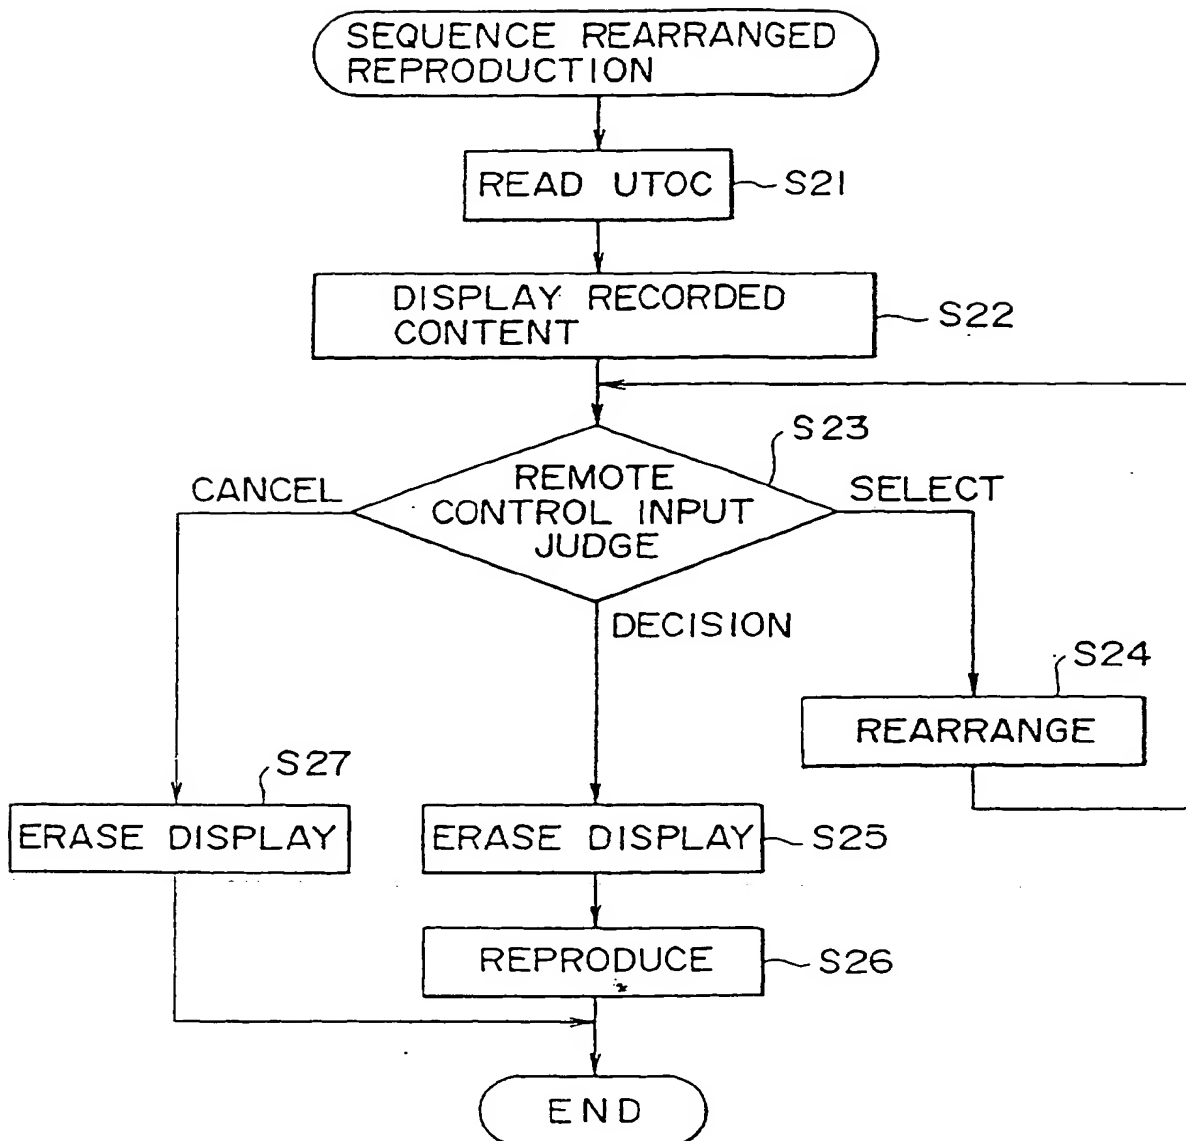 SEQUENCE REARRANGED
REPRODUCTION
READ UTOC
S21
DISPLAY RECORDED
CONTENT
S22
S23
CANCEL
REMOTE
CONTROL INPUT
JUDGE
SELECT
DECISION
S24
REARRANGE
S27
ERASE DISPLAY
ERASE DISPLAY
S25
REPRODUCE
S26
END